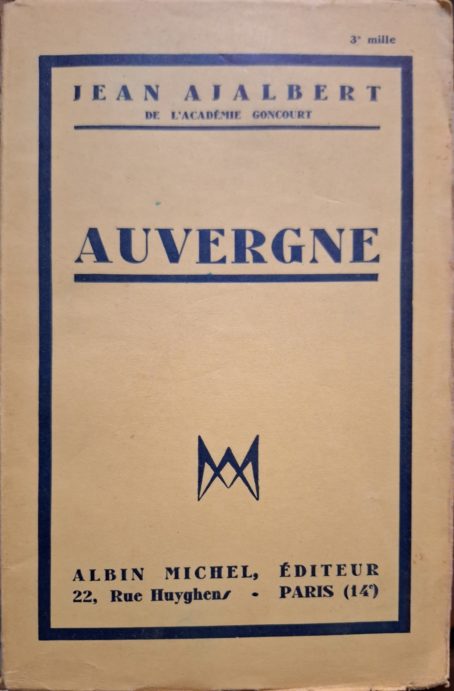 3e mille
JEAN AJALBERT
DE L'ACADÉMIE GONCOURT
AUVERGNE
ALBIN MICHEL, ÉDITEUR
22, Rue Huyghens - PARIS (14e)